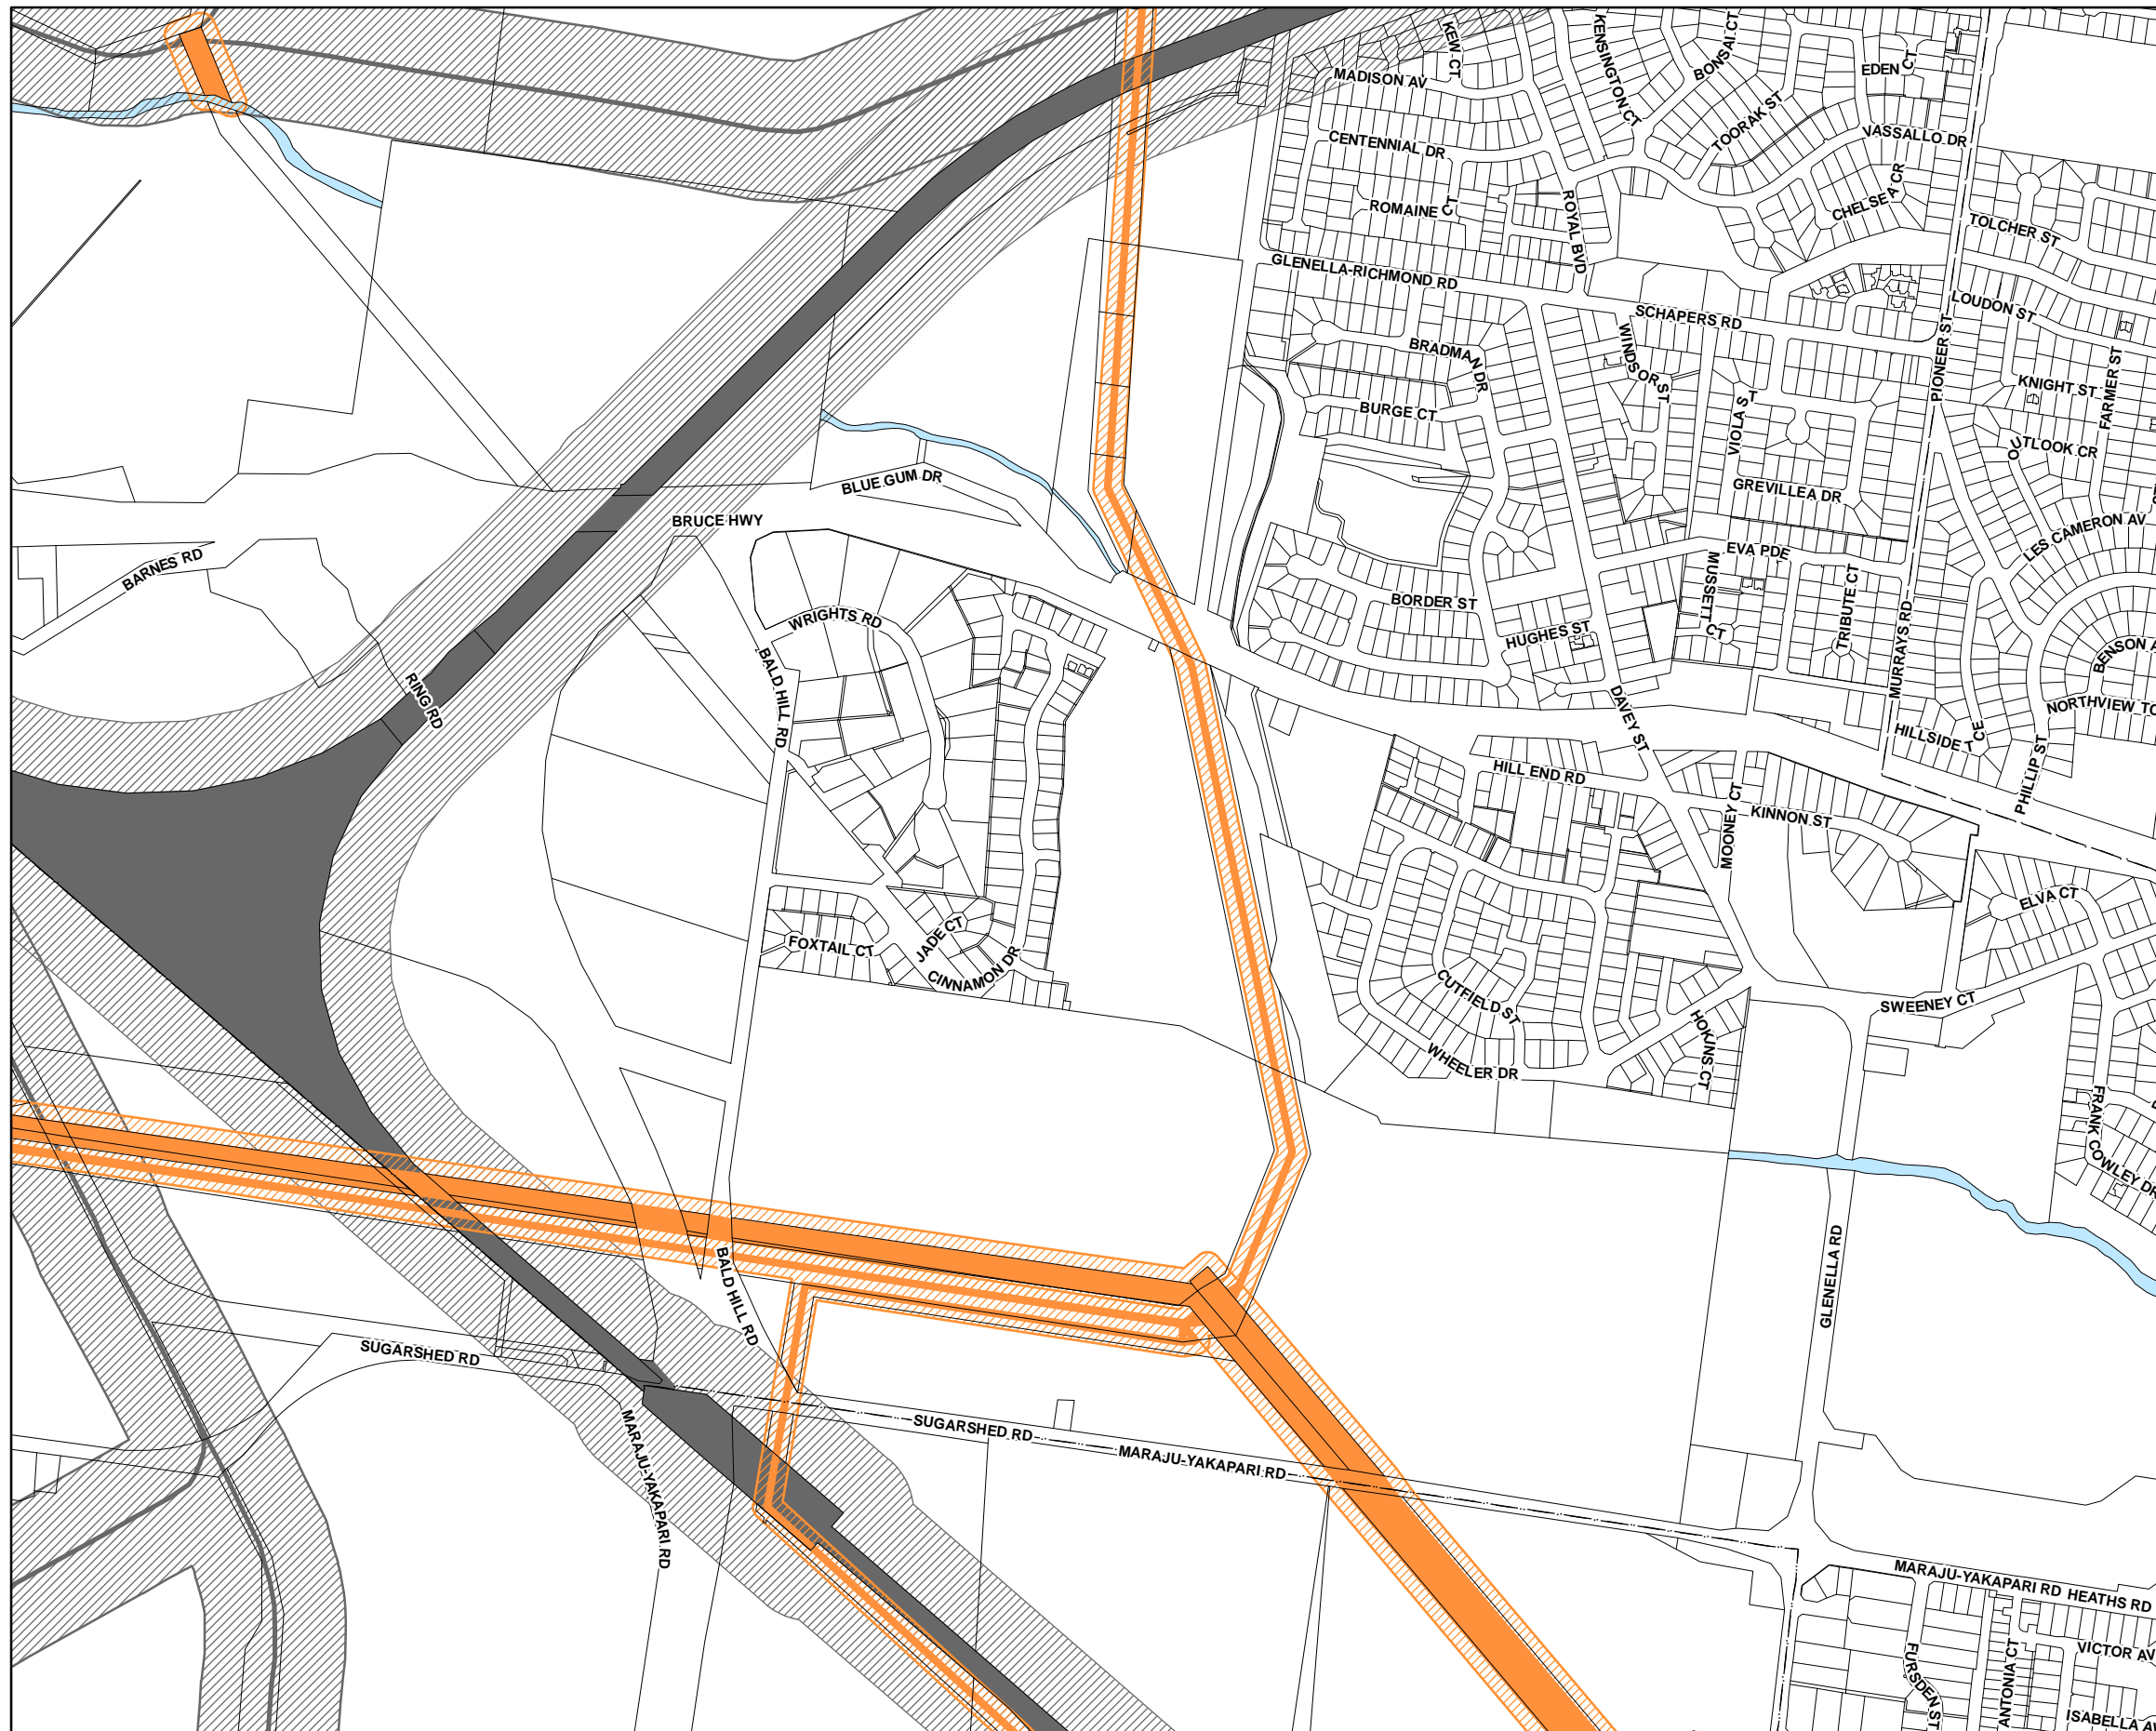 KEW CT
KENSINGTON CT
BONSAI CT
EDEN CT
MADISON AV
TOORAK ST
VASSALLO DR
CENTENNIAL DR
CHELSEA CR
ROMAINE CT
ROYAL BVD
TOLCHER ST
GLENELLA-RICHMOND RD
LOUDON ST
SCHAPERS RD
PIONEER ST
WINDSOR ST
BRADMAN DR
KNIGHT ST
FARMER ST
BURGE CT
VIOLA ST
OUTLOOK CR
BLUE GUM DR
GREVILLEA DR
BRUCE HWY
LES CAMERON AV
EVA PDE
BARNES RD
MUSSETT CT
TRIBUTE CT
BORDER ST
WRIGHTS RD
HUGHES ST
MURRAYS RD
BENSON A
BALD HILL RD
RING RD
DAVEY ST
NORTHVIEW TC
HILLSIDE TCE
PHILLIP ST
HILL END RD
MOONEY CT
KINNON ST
ELVA CT
FOXTAIL CT
JADE CT
CINNAMON DR
CUTFIELD ST
SWEENEY CT
HOKINS CT
WHEELER DR
FRANK COWLEY DR
GLENELLA RD
BALD HILL RD
SUGARSHED RD
SUGARSHED RD
MARAJU-YAKAPARI RD
MARAJU-YAKAPARI RD
MARAJU-YAKAPARI RD
HEATHS RD
VICTOR AV
FURSDEN ST
ANTONIA CT
ISABELLA A